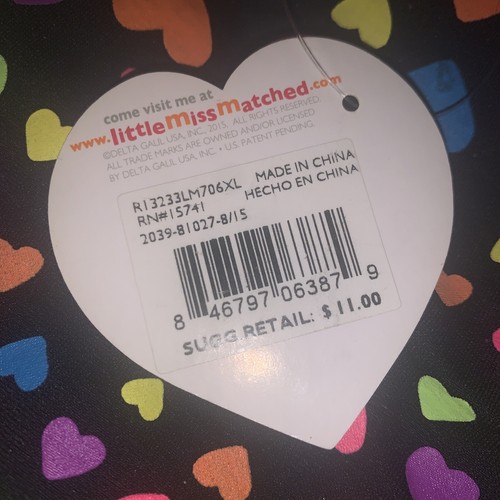 come visit me at
www.littlemissmatched.com
©DELTA GALIL USA, INC. 2015. ALL RIGHTS RESERVED.
ALL TRADE MARKS ARE OWNED AND/OR LICENSED
BY DELTA GALIL USA, INC. • U.S. PATENT PENDING.
R13233LM706XL MADE IN CHINA
RN#15741 HECHO EN CHINA
2039-81027-8/15
8 46797 06387 9
SUGG RETAIL: $ 11.00